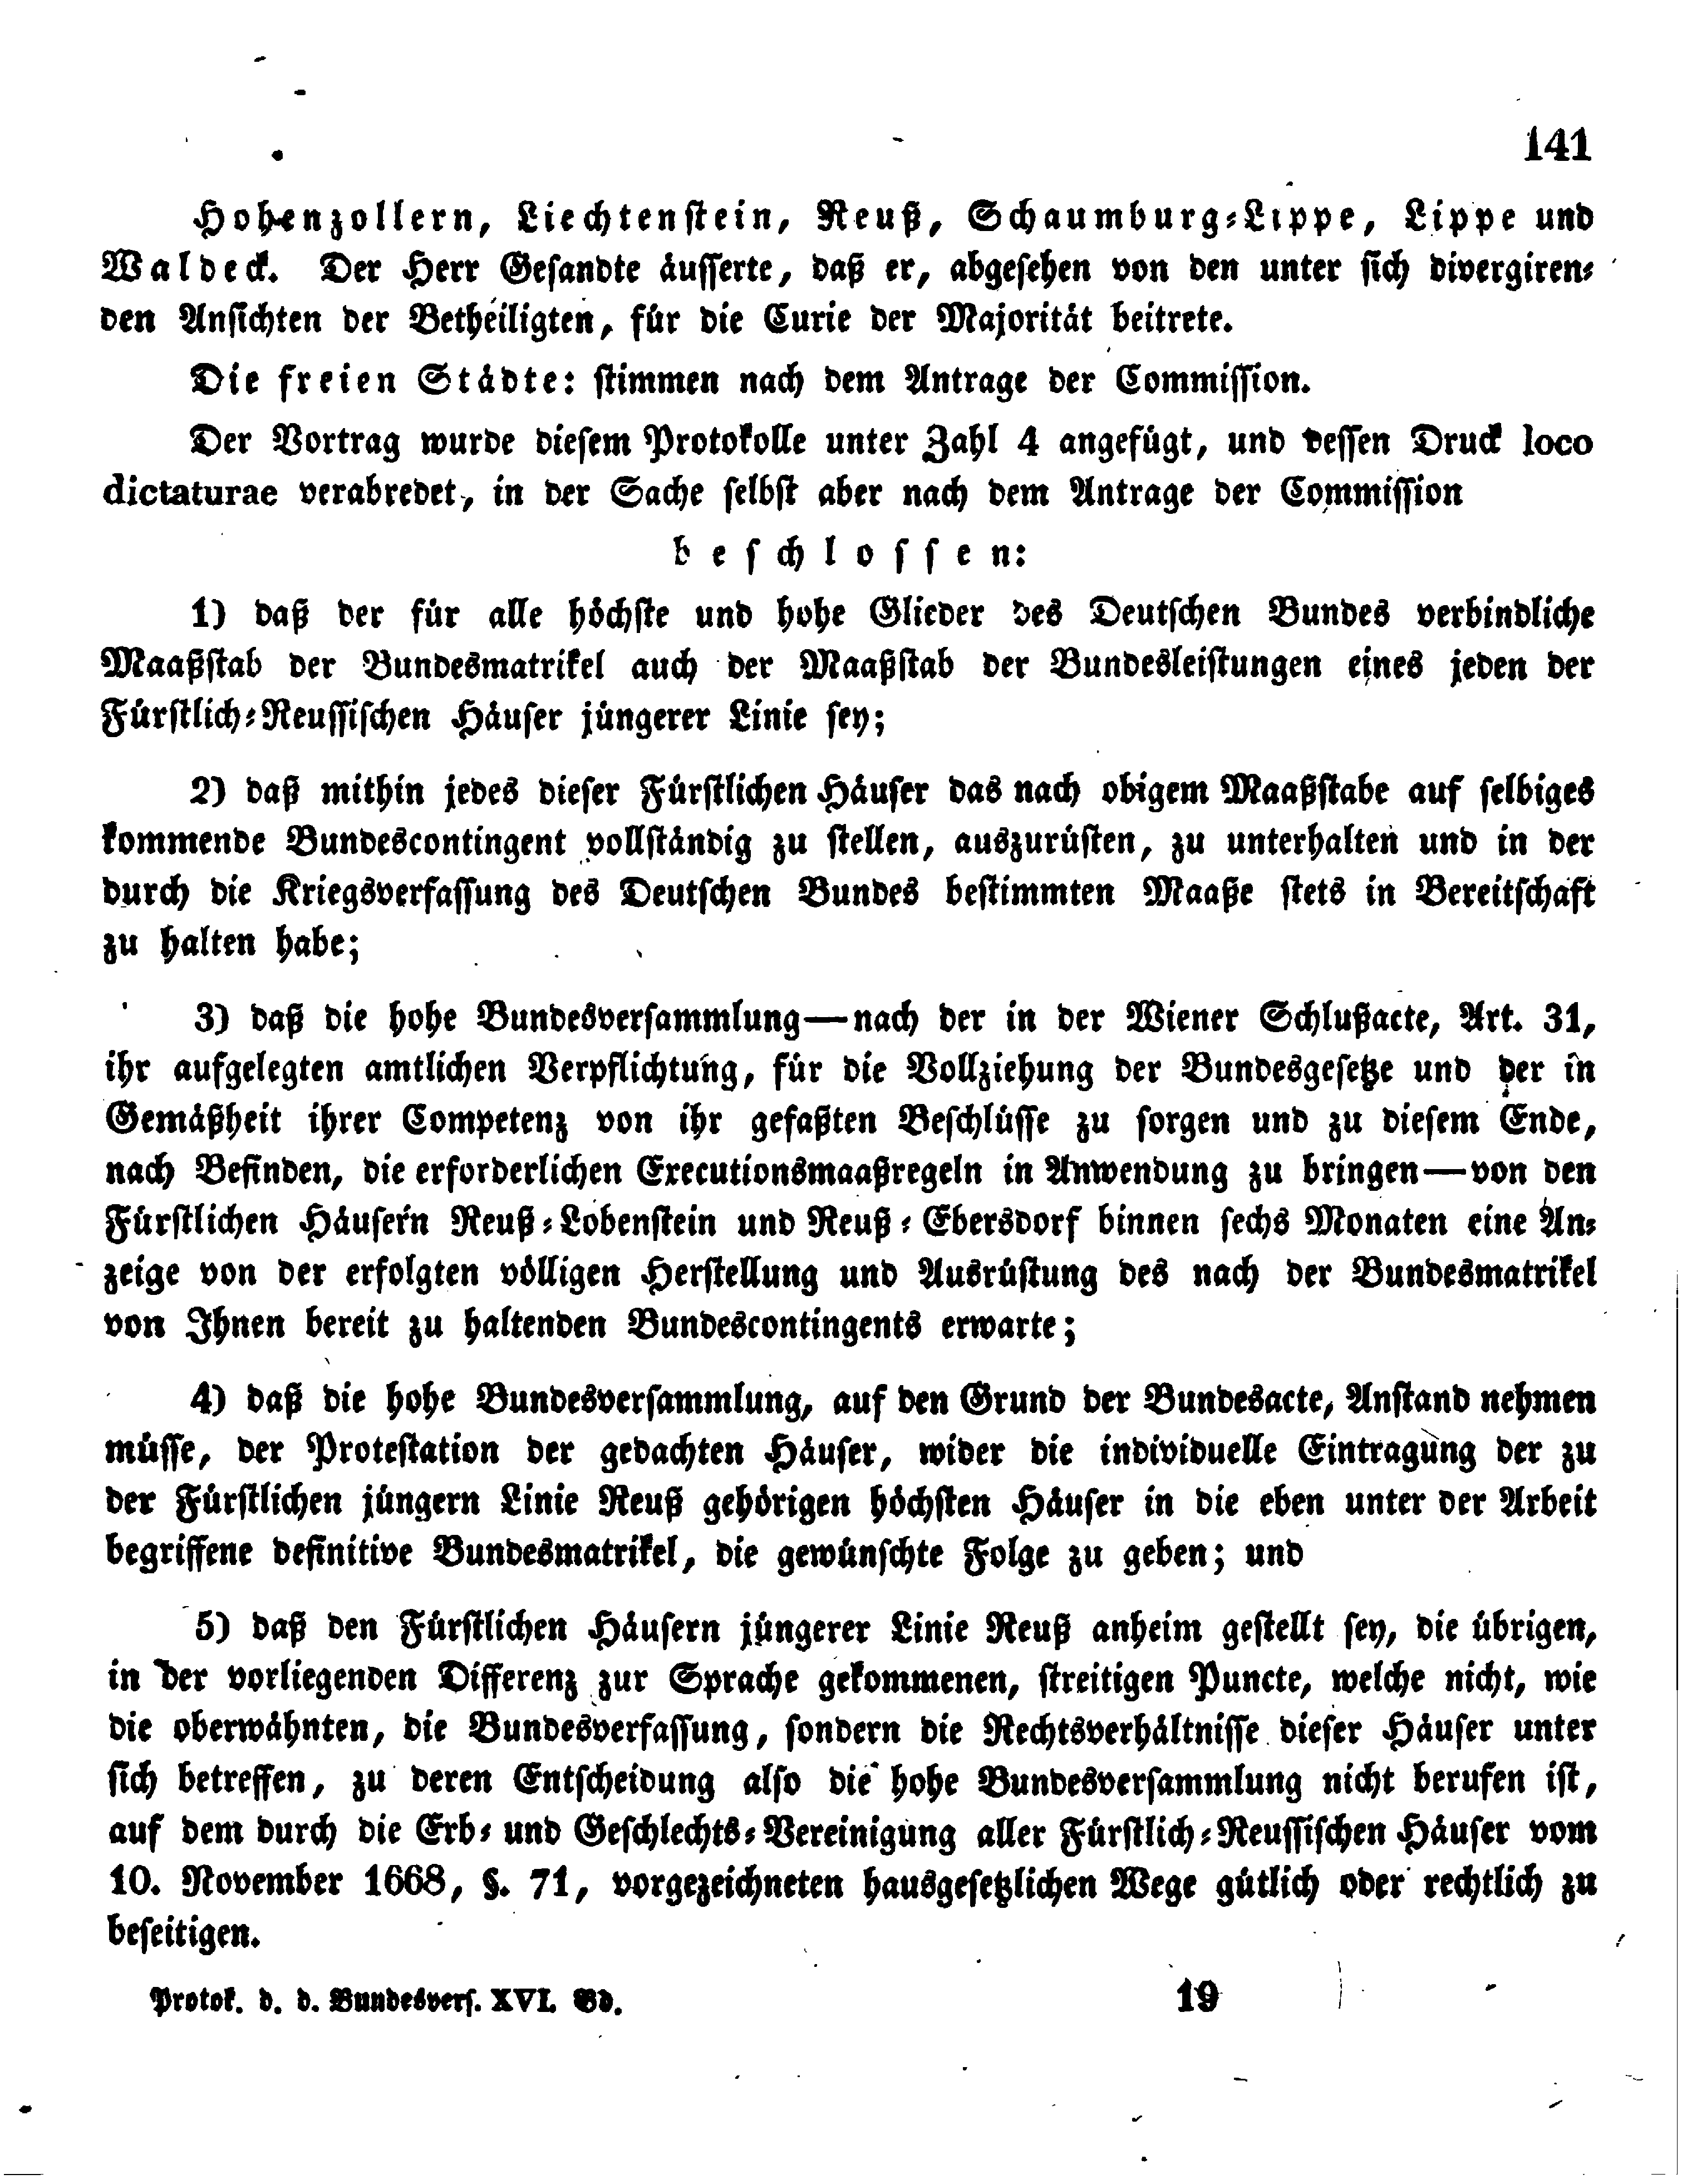 141
Hohenzollern, Liechtenstein, Reuß, Schaumburg-Lippe, Lippe und
Waldeck. Der Herr Gesandte äusserte, daß er, abgesehen von den unter sich divergiren-
den Ansichten der Betheiligten, für die Curie der Majorität beitrete.
Die freien Städte: stimmen nach dem Antrage der Commission.
Der Vortrag wurde diesem Protokolle unter Zahl 4 angefügt, und dessen Druck loco
dictaturae verabredet, in der Sache selbst aber nach dem Antrage der Commission
beschlossen:
1) daß der für alle höchste und hohe Glieder des Deutschen Bundes verbindliche
Maaßstab der Bundesmatrikel auch der Maaßstab der Bundesleistungen eines jeden der
Fürstlich-Reussischen Häuser jüngerer Linie sey;
2) daß mithin jedes dieser Fürstlichen Häuser das nach obigem Maaßstabe auf selbiges
kommende Bundescontingent vollständig zu stellen, auszurüsten, zu unterhalten und in der
durch die Kriegsverfassung des Deutschen Bundes bestimmten Maaße stets in Bereitschaft
zu halten habe;
3) daß die hohe Bundesversammlung—nach der in der Wiener Schlußacte, Art. 31,
ihr aufgelegten amtlichen Verpflichtung, für die Vollziehung der Bundesgesetze und der in
Gemäßheit ihrer Competenz von ihr gefaßten Beschlüsse zu sorgen und zu diesem Ende,
nach Befinden, die erforderlichen Executionsmaaßregeln in Anwendung zu bringen—von den
Fürstlichen Häusern Reuß-Lobenstein und Reuß-Ebersdorf binnen sechs Monaten eine An-
zeige von der erfolgten völligen Herstellung und Ausrüstung des nach der Bundesmatrikel
von Ihnen bereit zu haltenden Bundescontingents erwarte;
4) daß die hohe Bundesversammlung, auf den Grund der Bundesacte, Anstand nehmen
müsse, der Protestation der gedachten Häuser, wider die individuelle Eintragung der zu
der Fürstlichen jüngern Linie Reuß gehörigen höchsten Häuser in die eben unter der Arbeit
begriffene definitive Bundesmatrikel, die gewünschte Folge zu geben; und
5) daß den Fürstlichen Häusern jüngerer Linie Reuß anheim gestellt sey, die übrigen,
in der vorliegenden Differenz zur Sprache gekommenen, streitigen Puncte, welche nicht, wie
die oberwähnten, die Bundesverfassung, sondern die Rechtsverhältnisse dieser Häuser unter
sich betreffen, zu deren Entscheidung also die hohe Bundesversammlung nicht berufen ist,
auf dem durch die Erb- und Geschlechts-Vereinigung aller Fürstlich-Reussischen Häuser vom
10. November 1668, §. 71, vorgezeichneten hausgesetzlichen Wege gütlich oder rechtlich zu
beseitigen.
Protok. d. d. Bundesvers. XVI. Bd. 19